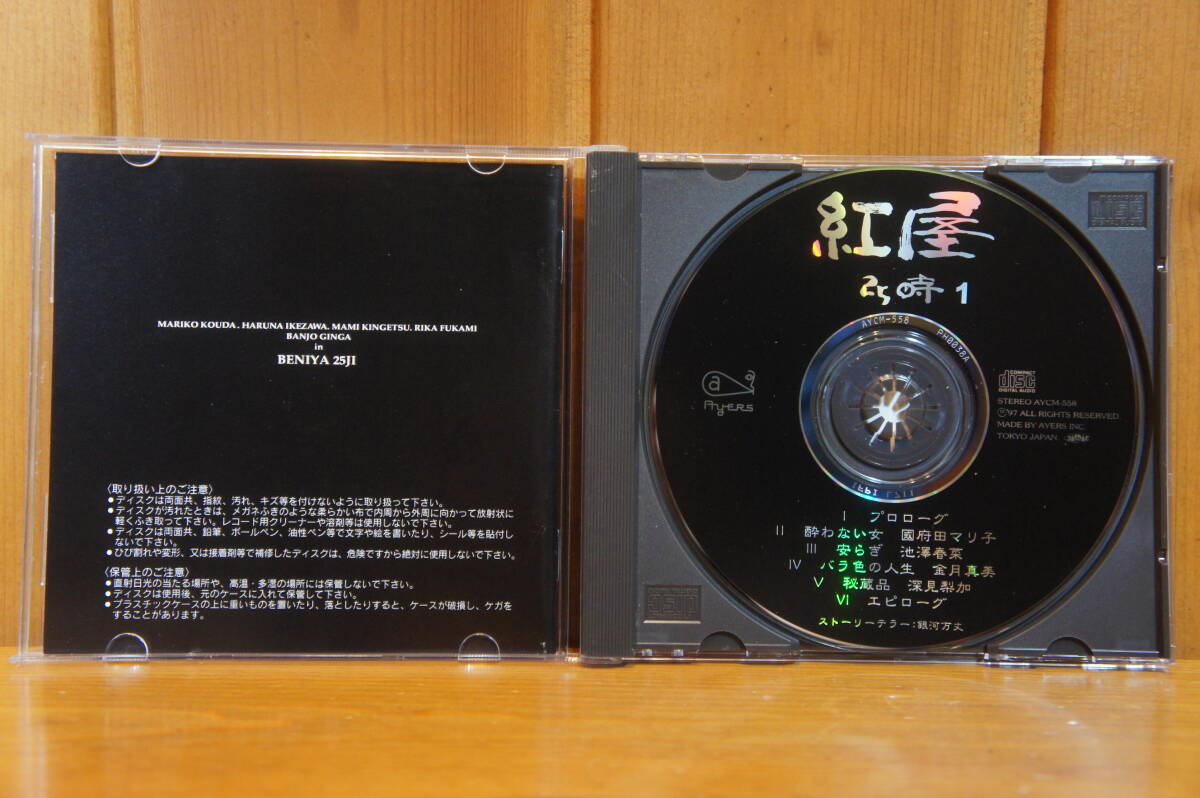 MARIKO KOUDA. HARUNA IKEZAWA. MAMI KINGETSU. RIKA FUKAMI
BANJO GINGA
in
BENIYA 25JI
〈取り扱い上のご注意〉
●ディスクは両面共、指紋、汚れ、キズ等を付けないように取り扱って下さい。
●ディスクが汚れたときは、メガネふきのような柔らかい布で内周から外周に向かって放射状に
軽くふき取って下さい。レコード用クリーナーや溶剤等は使用しないで下さい。
●ディスクは両面共、鉛筆、ボールペン、油性ペン等で文字や絵を書いたり、シール等を貼付し
ないで下さい。
●ひび割れや変形、又は接着剤等で補修したディスクは、危険ですから絶対に使用しないで下さい。
〈保管上のご注意〉
●直射日光の当たる場所や、高温・多湿の場所には保管しないで下さい。
●ディスクは使用後、元のケースに入れて保管して下さい。
●プラスチックケースの上に重いものを置いたり、落としたりすると、ケースが破損し、ケガを
することがあります。
紅屋
25時 1
AYCM-558
PH0038A
a
AyERS
COMPACT
disc
DIGITAL AUDIO
STEREO AYCM-558
Ⓟ'97 ALL RIGHTS RESERVED.
MADE BY AYERS INC.
TOKYO JAPAN.
IFPI L711
I プロローグ
II 酔わない女 國府田マリ子
III 安らぎ 池澤春菜
IV バラ色の人生 金月真美
V 秘蔵品 深見梨加
VI エピローグ
ストーリーテラー:銀河万丈